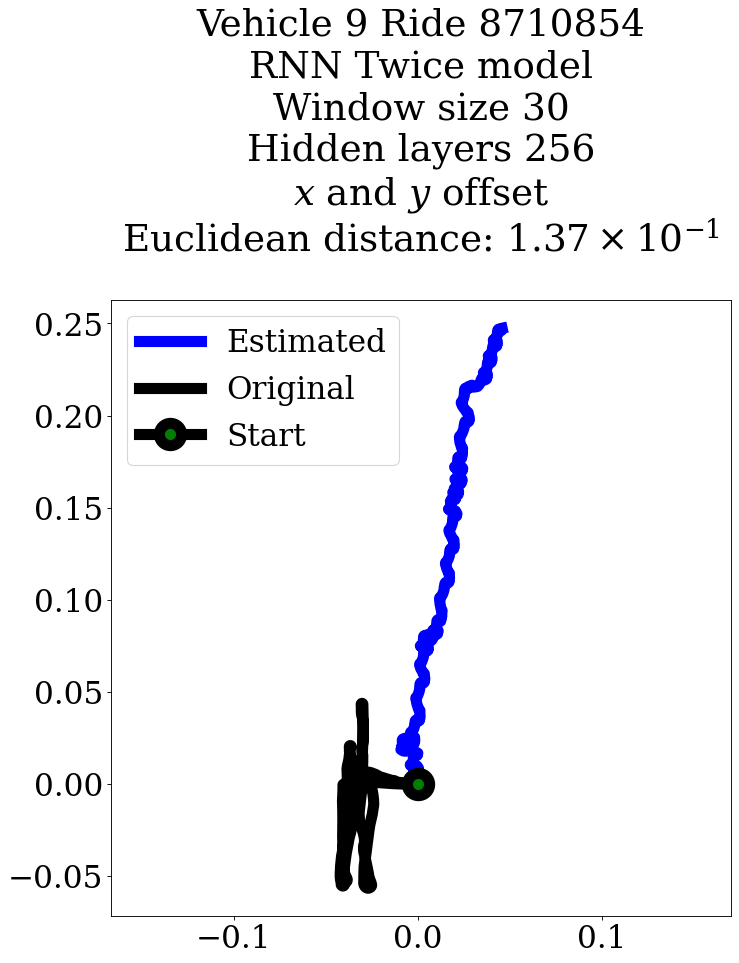 Vehicle 9 Ride 8710854
RNN Twice model
Window size 30
Hidden layers 256
x and y offset
Euclidean distance: 1.37 × 10⁻¹
Estimated
Original
Start
0.25
0.20
0.15
0.10
0.05
0.00
−0.05
−0.1 0.0 0.1